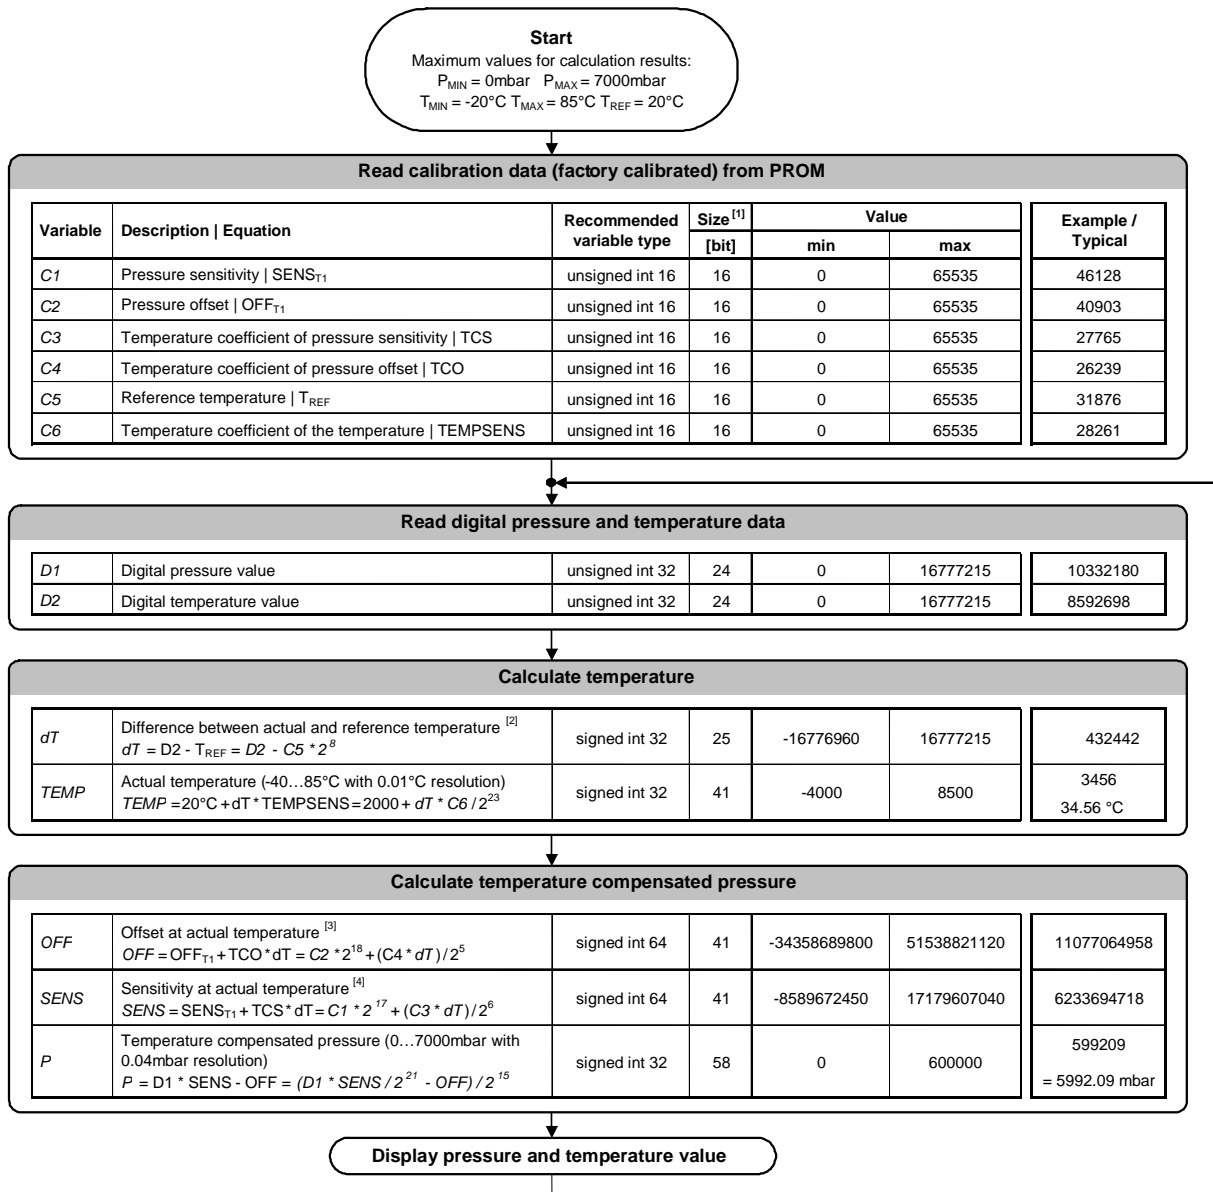 Start
Maximum values for calculation results:
PMIN = 0mbar PMAX = 7000mbar
TMIN = -20°C TMAX = 85°C TREF = 20°C
Read calibration data (factory calibrated) from PROM
Variable Description | Equation Recommended variable type Size [1] [bit] Value min max Example / Typical
C1 Pressure sensitivity | SENST1 unsigned int 16 16 0 65535 46128
C2 Pressure offset | OFFT1 unsigned int 16 16 0 65535 40903
C3 Temperature coefficient of pressure sensitivity | TCS unsigned int 16 16 0 65535 27765
C4 Temperature coefficient of pressure offset | TCO unsigned int 16 16 0 65535 26239
C5 Reference temperature | TREF unsigned int 16 16 0 65535 31876
C6 Temperature coefficient of the temperature | TEMPSENS unsigned int 16 16 0 65535 28261
Read digital pressure and temperature data
D1 Digital pressure value unsigned int 32 24 0 16777215 10332180
D2 Digital temperature value unsigned int 32 24 0 16777215 8592698
Calculate temperature
dT Difference between actual and reference temperature [2]
dT = D2 - TREF = D2 - C5 * 2^8 signed int 32 25 -16776960 16777215 432442
TEMP Actual temperature (-40…85°C with 0.01°C resolution)
TEMP = 20°C + dT * TEMPSENS = 2000 + dT * C6 / 2^23 signed int 32 41 -4000 8500 3456
34.56 °C
Calculate temperature compensated pressure
OFF Offset at actual temperature [3]
OFF = OFFT1 + TCO * dT = C2 * 2^18 + (C4 * dT) / 2^5 signed int 64 41 -34358689800 51538821120 11077064958
SENS Sensitivity at actual temperature [4]
SENS = SENST1 + TCS * dT = C1 * 2^17 + (C3 * dT) / 2^6 signed int 64 41 -8589672450 17179607040 6233694718
P Temperature compensated pressure (0…7000mbar with
0.04mbar resolution)
P = D1 * SENS - OFF = (D1 * SENS / 2^21 - OFF) / 2^15 signed int 32 58 0 600000 599209
= 5992.09 mbar
Display pressure and temperature value